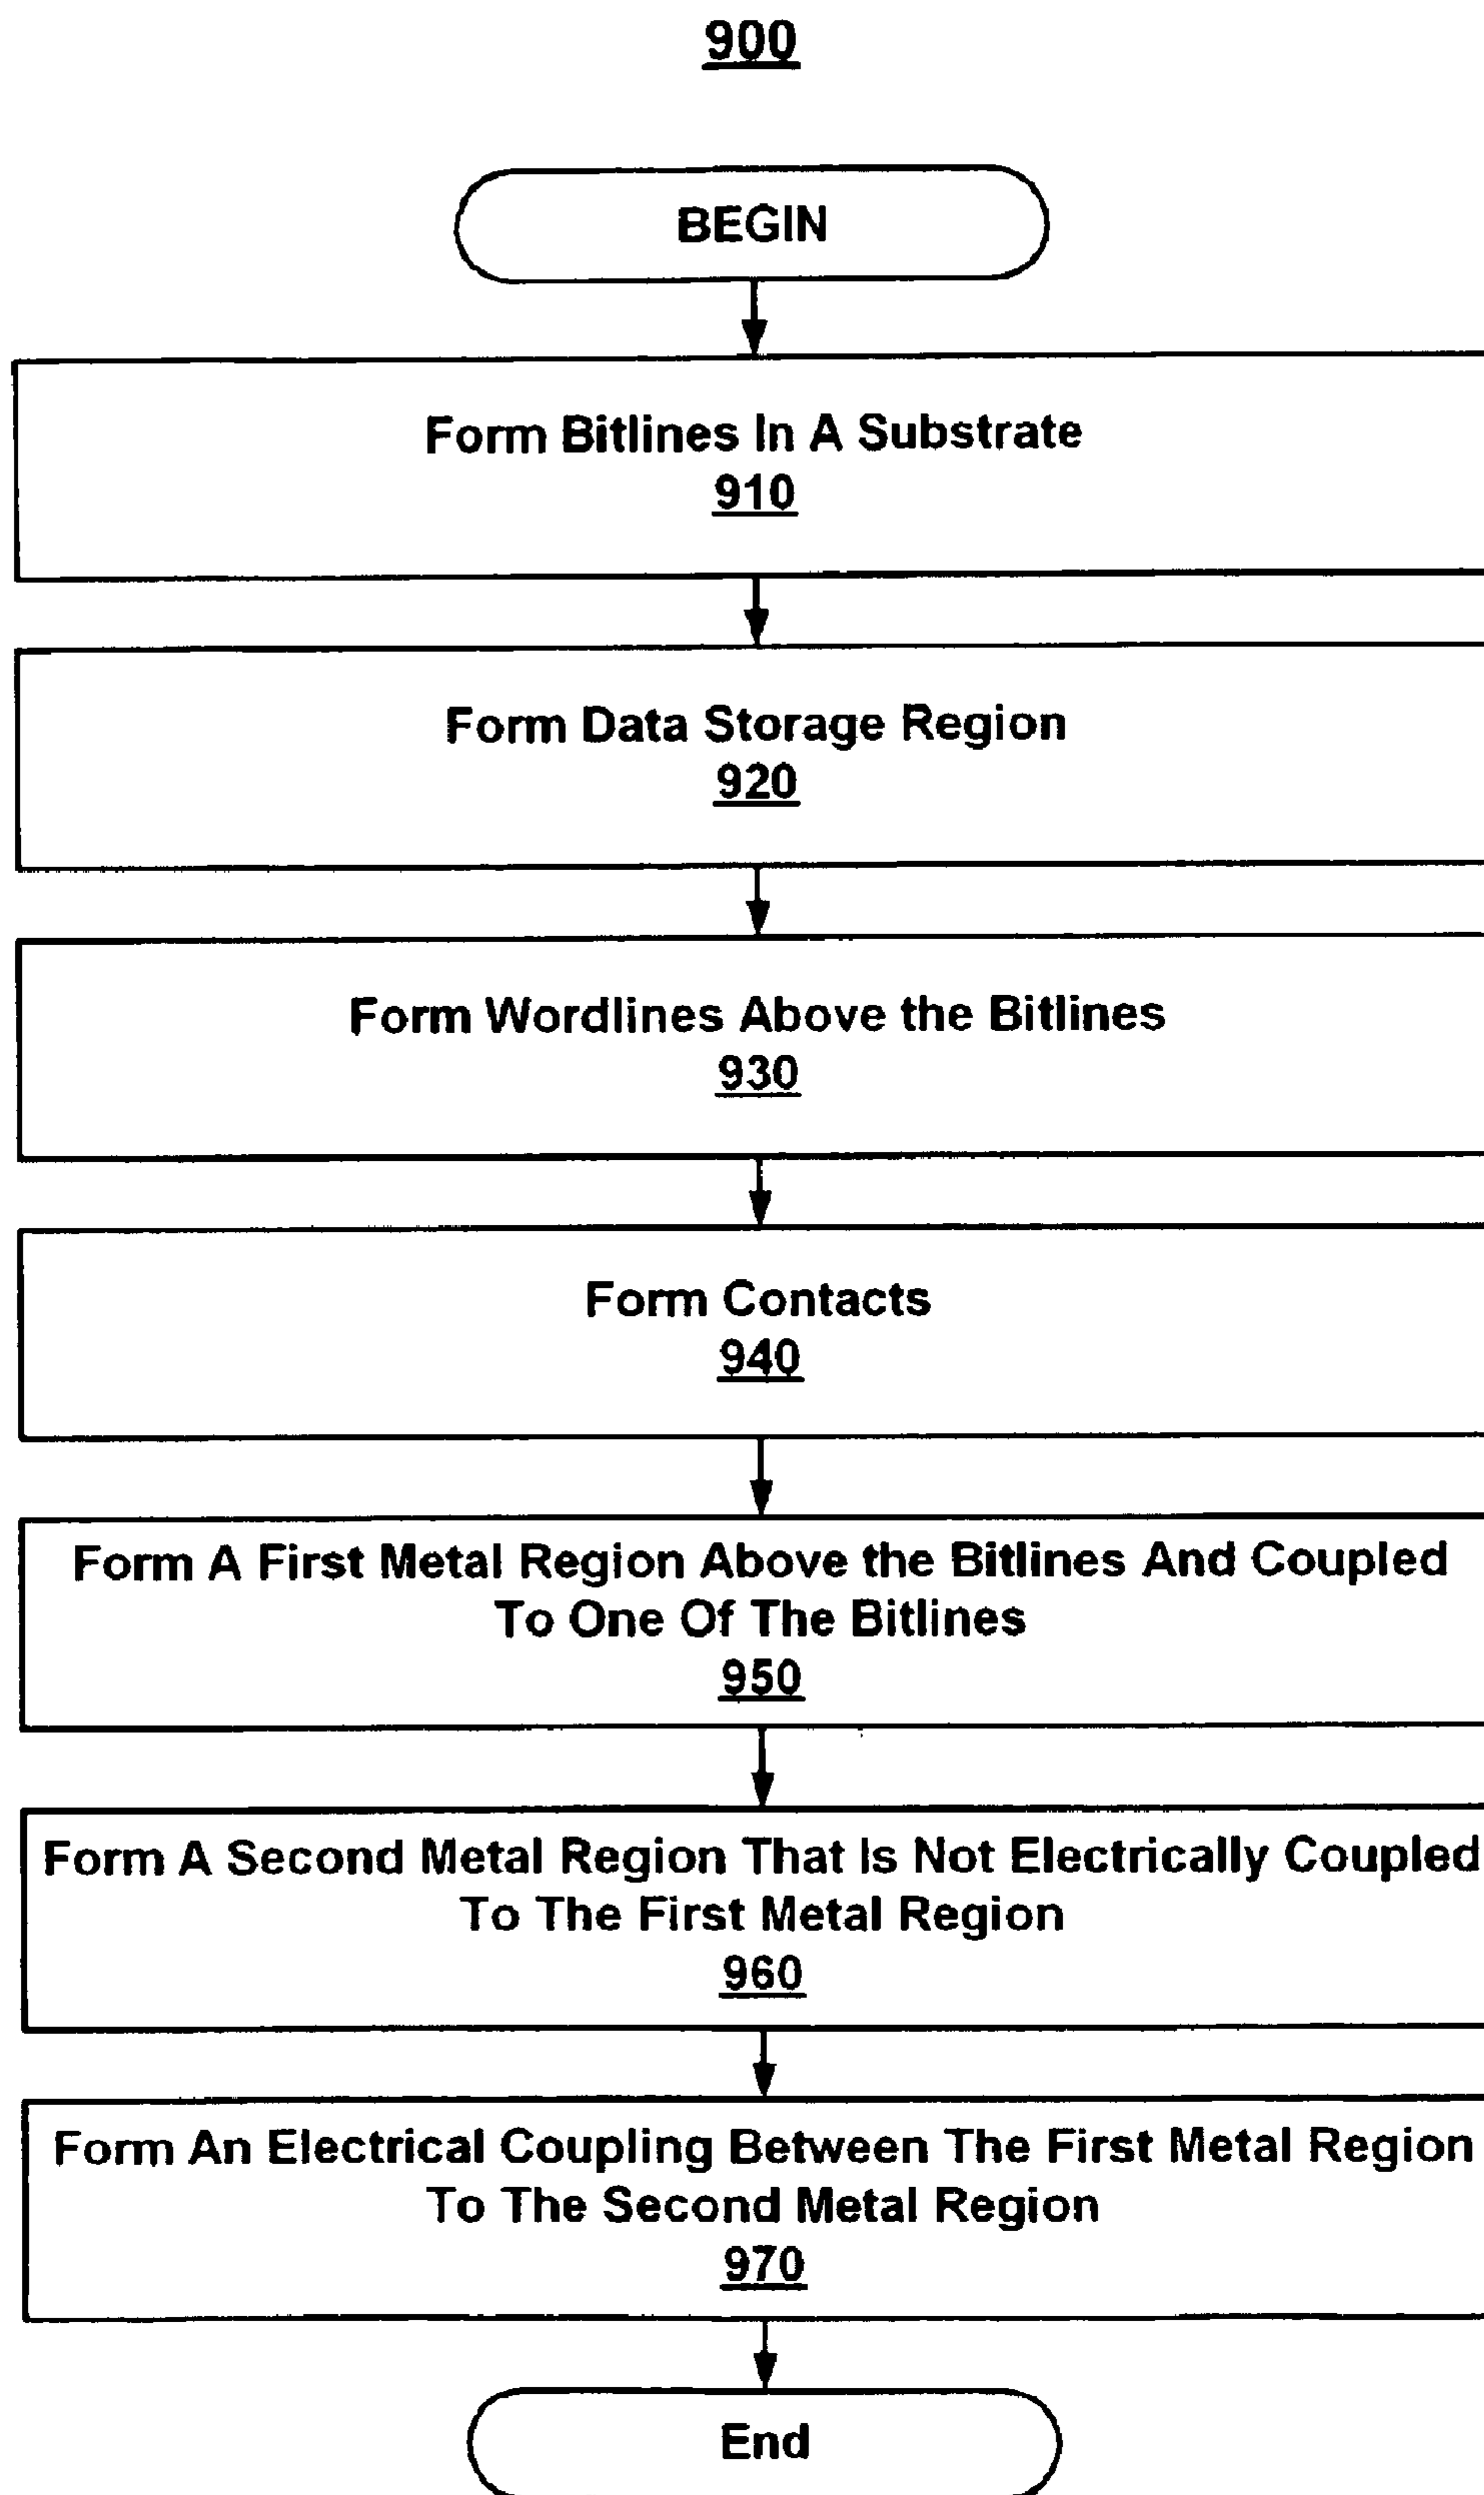 900
BEGIN
Form Bitlines In A Substrate
910
Form Data Storage Region
920
Form Wordlines Above the Bitlines
930
Form Contacts
940
Form A First Metal Region Above the Bitlines And Coupled
To One Of The Bitlines
950
Form A Second Metal Region That Is Not Electrically Coupled
To The First Metal Region
960
Form An Electrical Coupling Between The First Metal Region
To The Second Metal Region
970
End